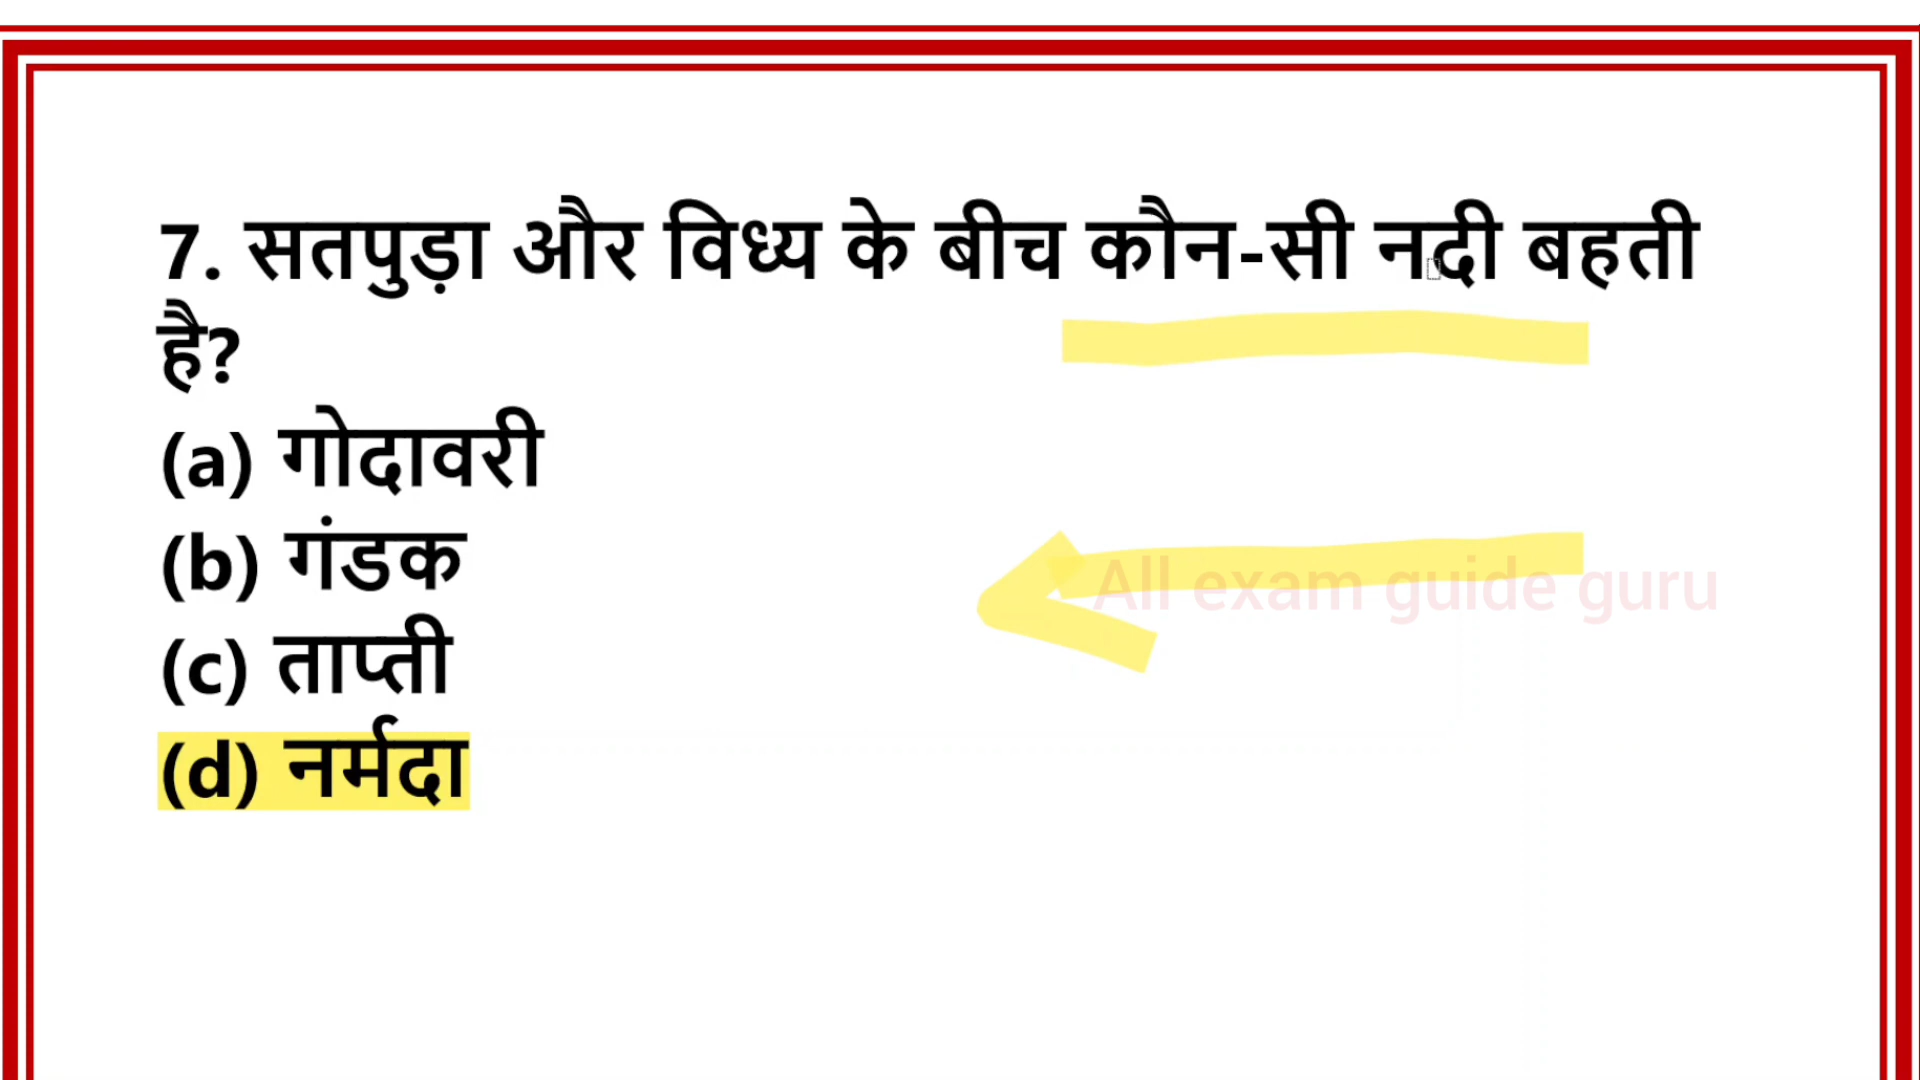 7. सतपुड़ा और विध्य के बीच कौन-सी नदी बहती
है?
(a) गोदावरी
(b) गंडक
(c) ताप्ती
(d) नर्मदा
All exam guide guru